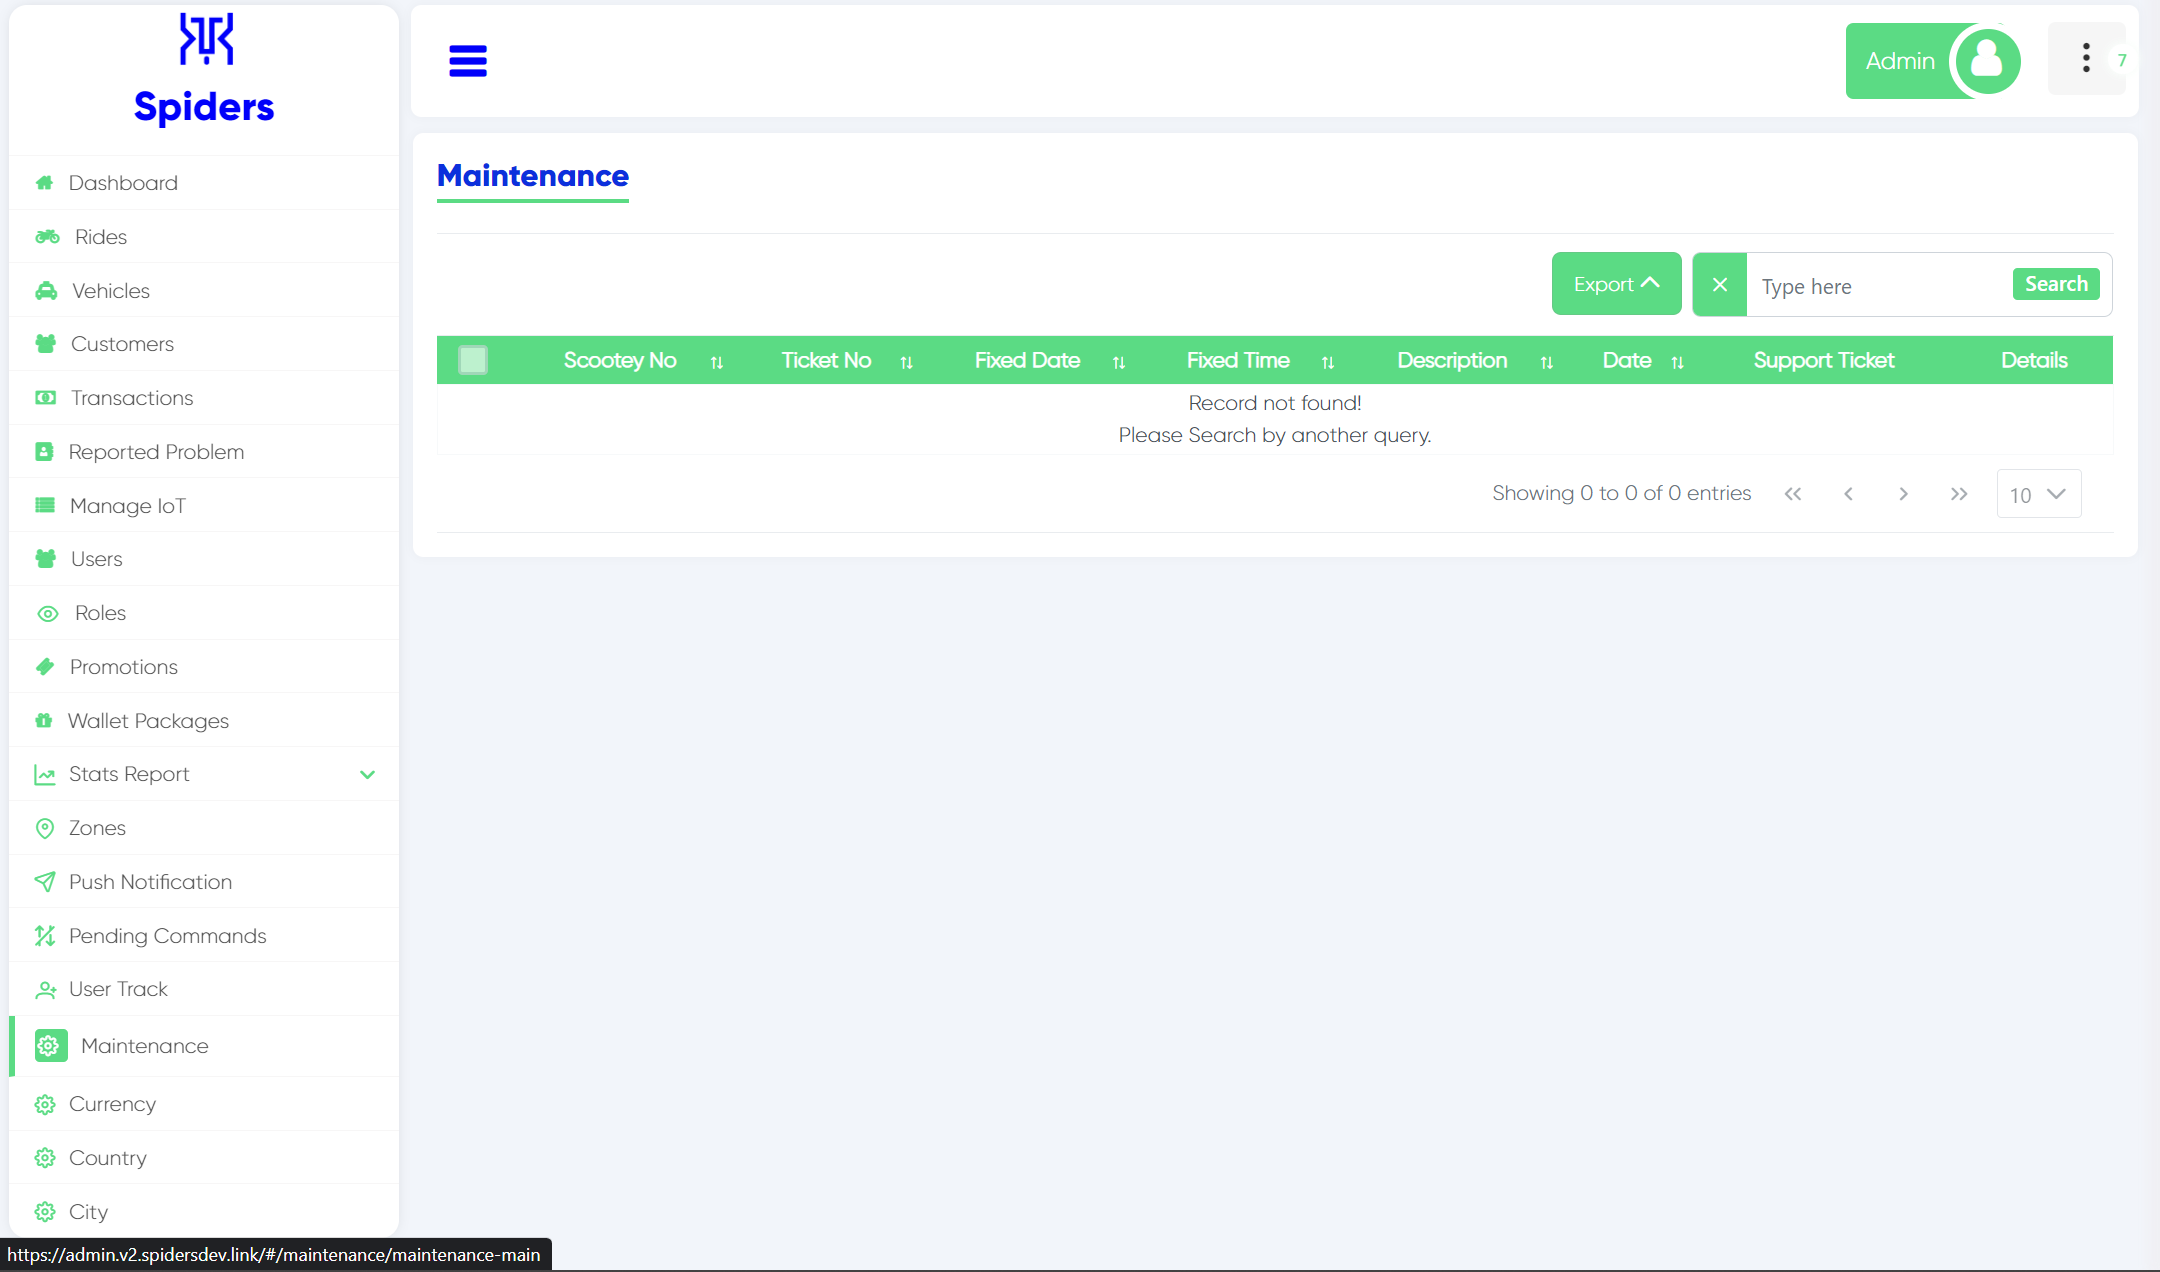 Spiders
Dashboard
Rides
Vehicles
Customers
Transactions
Reported Problem
Manage IoT
Users
Roles
Promotions
Wallet Packages
Stats Report
Zones
Push Notification
Pending Commands
User Track
Maintenance
Currency
Country
City
https://admin.v2.spidersdev.link/#/maintenance/maintenance-main
Admin
7
Maintenance
Export
Type here
Search
Scootey No Ticket No Fixed Date Fixed Time Description Date Support Ticket Details
Record not found!
Please Search by another query.
Showing 0 to 0 of 0 entries
10